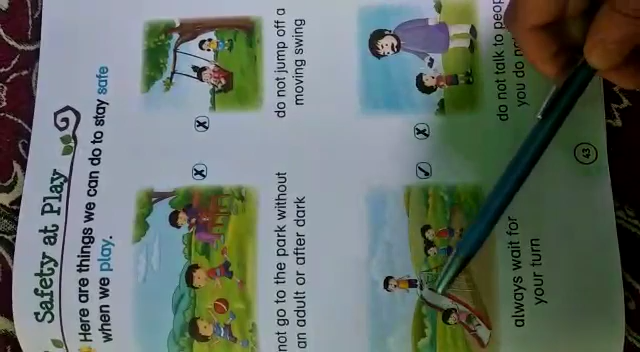 Safety at Play
Here are things we can do to stay safe
when we play.
not go to the park without
an adult or after dark
do not jump off a
moving swing
always wait for
your turn
do not talk to
you do
43